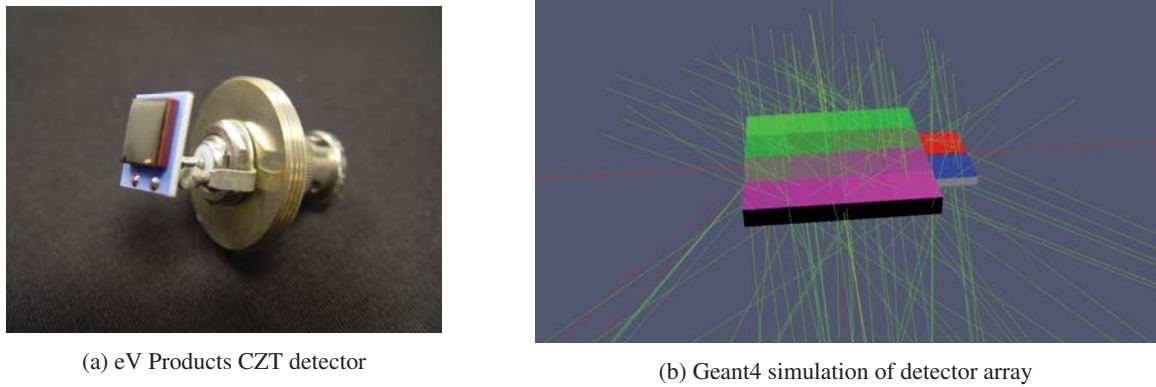 (a) eV Products CZT detector
(b) Geant4 simulation of detector array